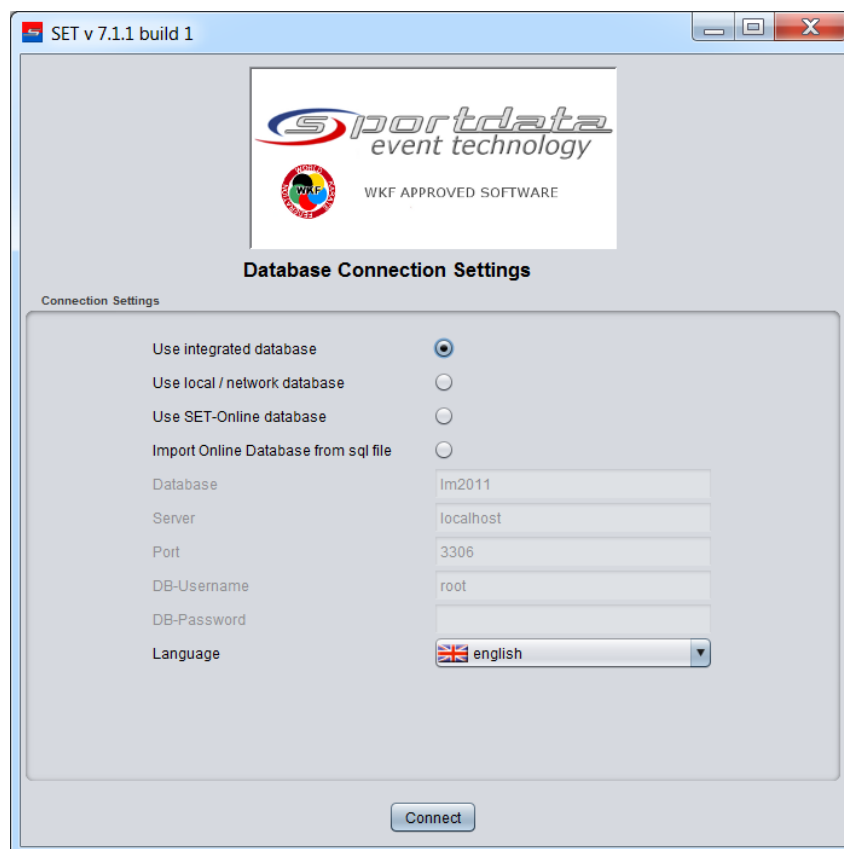 SET v 7.1.1 build 1
sportdata
event technology
WKF
WKF APPROVED SOFTWARE
Database Connection Settings
Connection Settings
Use integrated database
Use local / network database
Use SET-Online database
Import Online Database from sql file
Database lm2011
Server localhost
Port 3306
DB-Username root
DB-Password
Language english
Connect